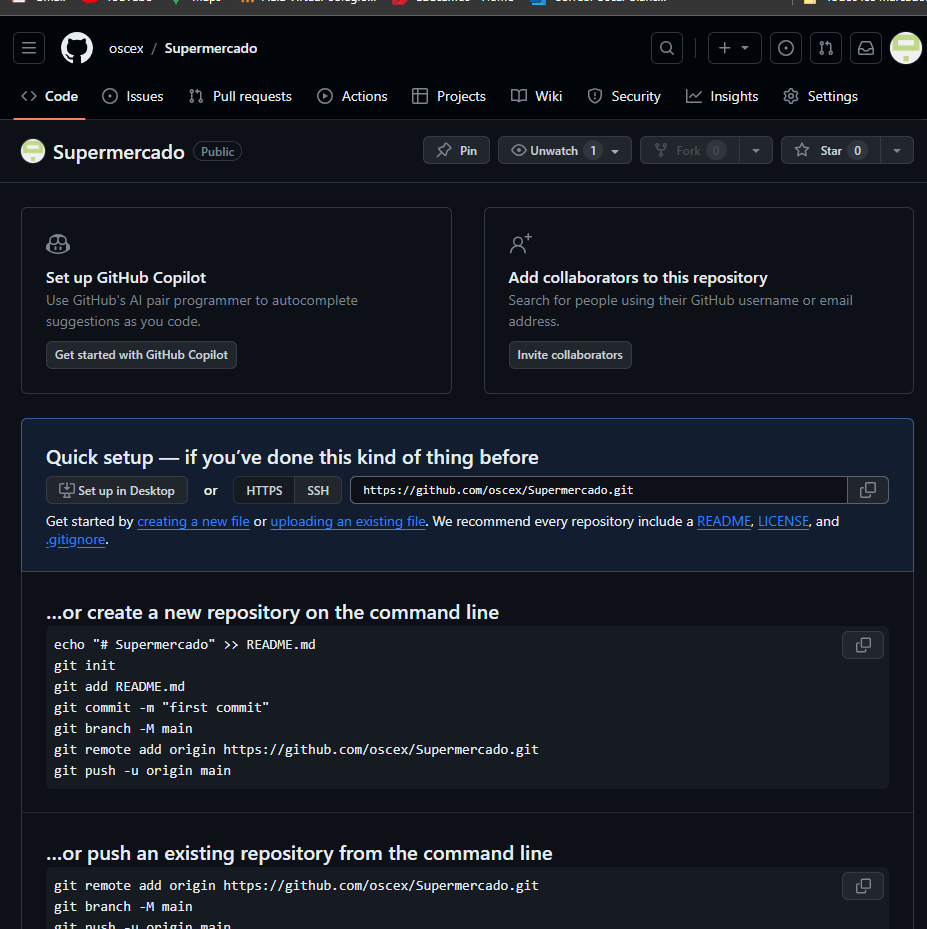 oscex / Supermercado
Code Issues Pull requests Actions Projects Wiki Security Insights Settings
Supermercado Public Pin Unwatch 1 Fork 0 Star 0
Set up GitHub Copilot
Use GitHub's AI pair programmer to autocomplete
suggestions as you code.
Get started with GitHub Copilot
Add collaborators to this repository
Search for people using their GitHub username or email
address.
Invite collaborators
Quick setup — if you've done this kind of thing before
Set up in Desktop or HTTPS SSH https://github.com/oscex/Supermercado.git
Get started by creating a new file or uploading an existing file. We recommend every repository include a README, LICENSE, and
.gitignore.
...or create a new repository on the command line
echo "# Supermercado" >> README.md
git init
git add README.md
git commit -m "first commit"
git branch -M main
git remote add origin https://github.com/oscex/Supermercado.git
git push -u origin main
...or push an existing repository from the command line
git remote add origin https://github.com/oscex/Supermercado.git
git branch -M main
git push -u origin main